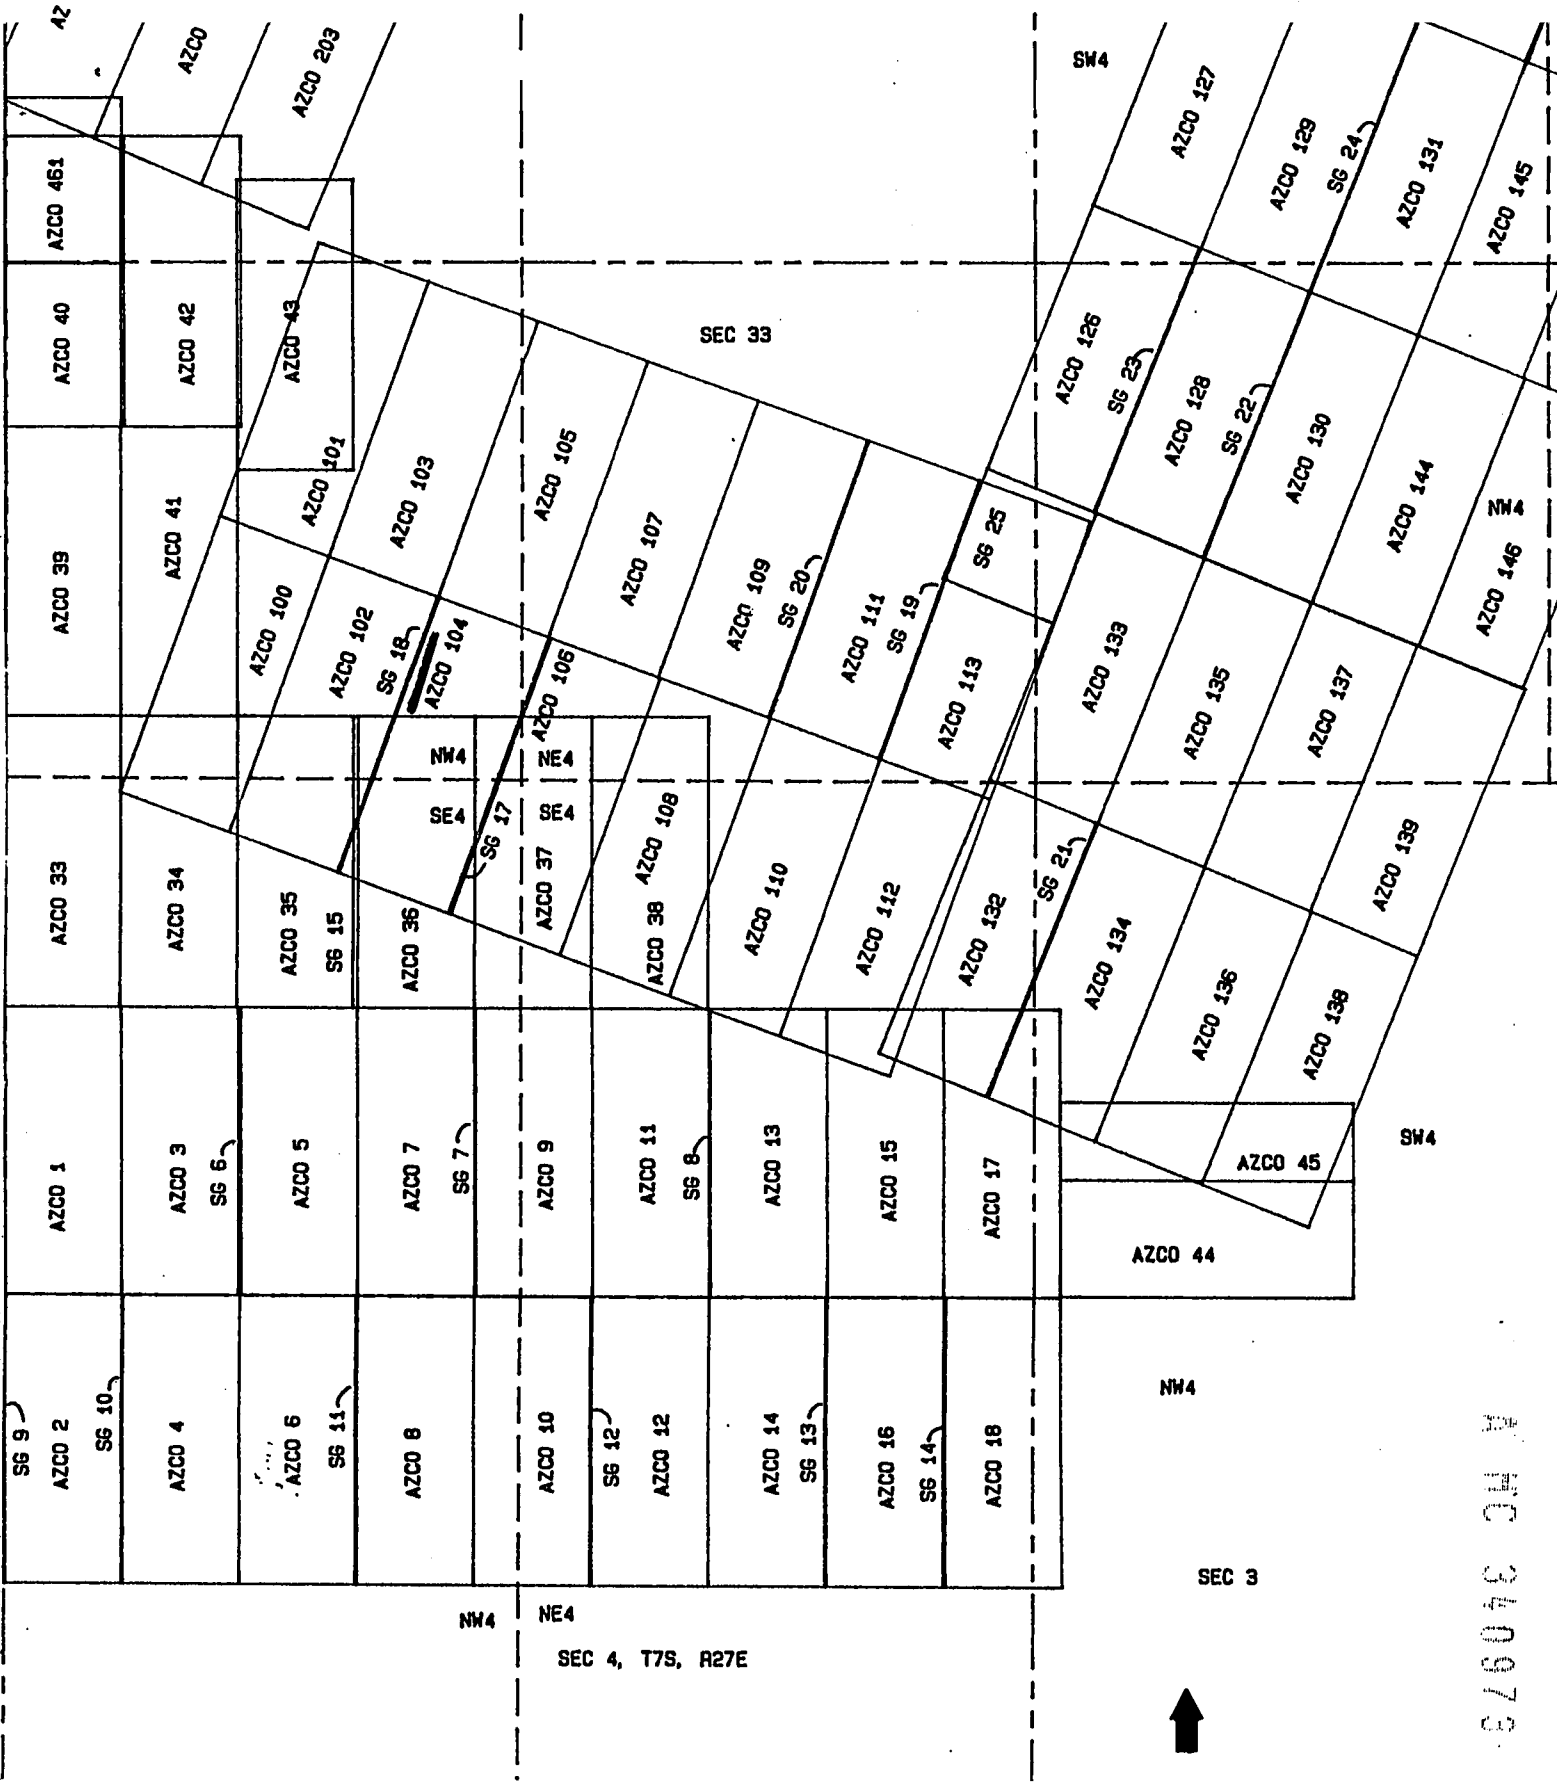 AZ
AZCO
AZCO 203
SW4
AZCO 127
AZCO 129
SG 24
AZCO 131
AZCO 145
AZCO 461
AZCO 40
AZCO 42
AZCO 43
SEC 33
AZCO 126
SG 23
AZCO 128
SG 22
AZCO 130
AZCO 144
NW4
AZCO 146
AZCO 39
AZCO 41
AZCO 101
AZCO 103
AZCO 105
AZCO 107
AZCO 109
SG 20
AZCO 111
SG 19
SG 25
AZCO 113
AZCO 100
AZCO 102
SG 18
AZCO 104
AZCO 106
AZCO 133
AZCO 135
AZCO 137
AZCO 139
NW4
NE4
SE4
SE4
SG 17
AZCO 33
AZCO 34
AZCO 35
SG 15
AZCO 36
AZCO 37
AZCO 38
AZCO 108
AZCO 110
AZCO 112
AZCO 132
SG 21
AZCO 134
AZCO 136
AZCO 138
AZCO 1
AZCO 3
SG 6
AZCO 5
AZCO 7
SG 7
AZCO 9
AZCO 11
SG 8
AZCO 13
AZCO 15
AZCO 17
AZCO 45
SW4
AZCO 44
SG 9
AZCO 2
SG 10
AZCO 4
AZCO 6
SG 11
AZCO 8
AZCO 10
SG 12
AZCO 12
AZCO 14
SG 13
AZCO 16
SG 14
AZCO 18
NW4
SEC 3
NW4
NE4
SEC 4, T7S, R27E
A MC 340973